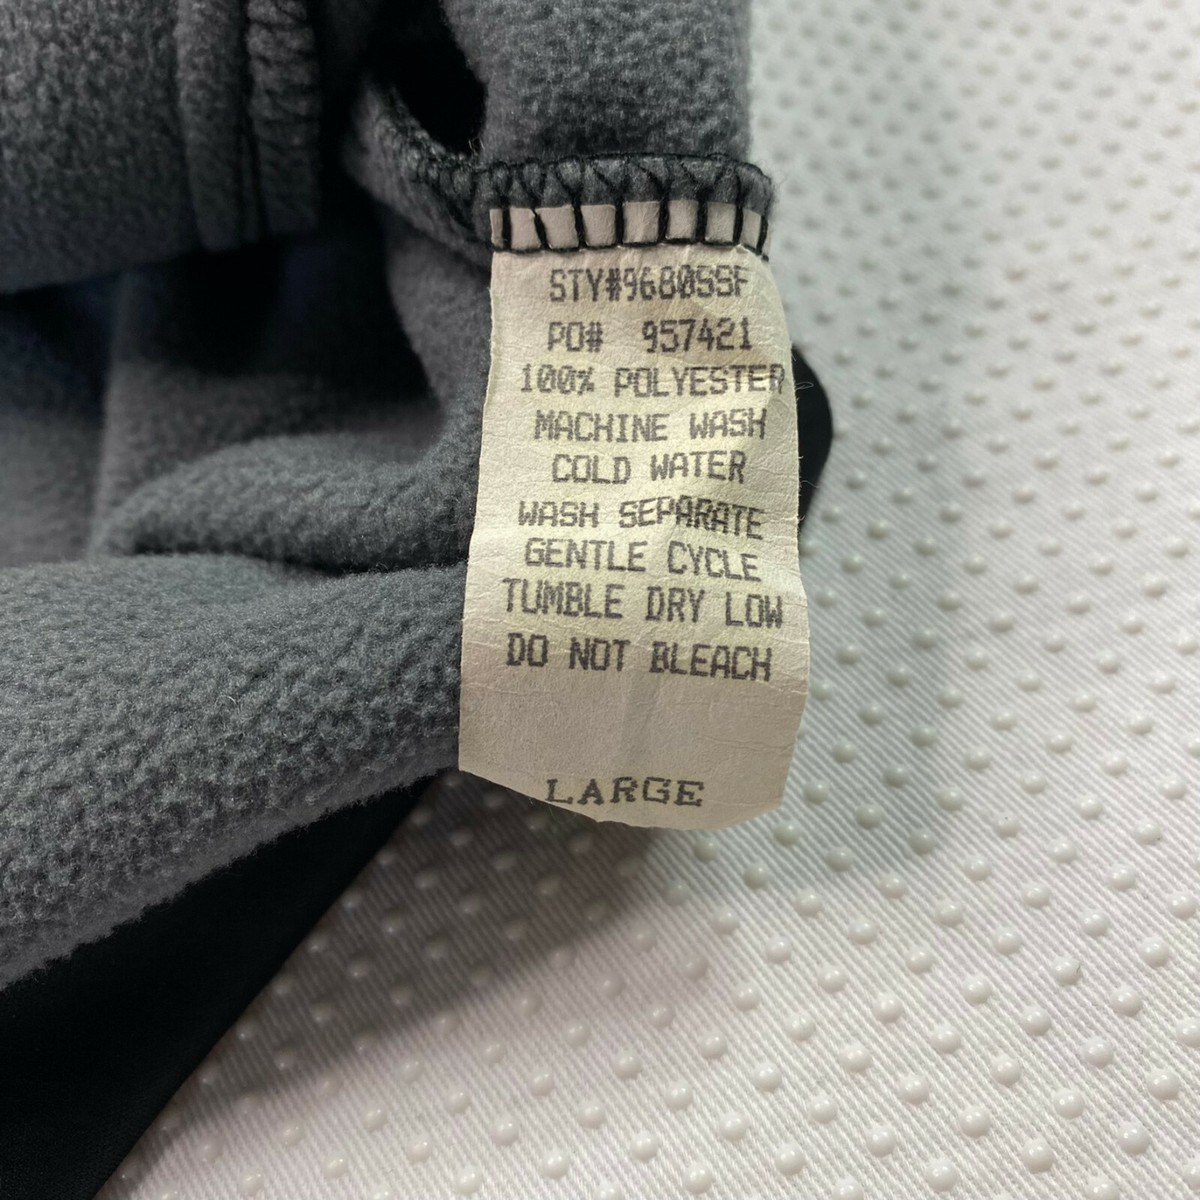 STY#9680SSF
PO# 957421
100% POLYESTER
MACHINE WASH
COLD WATER
WASH SEPARATE
GENTLE CYCLE
TUMBLE DRY LOW
DO NOT BLEACH
LARGE